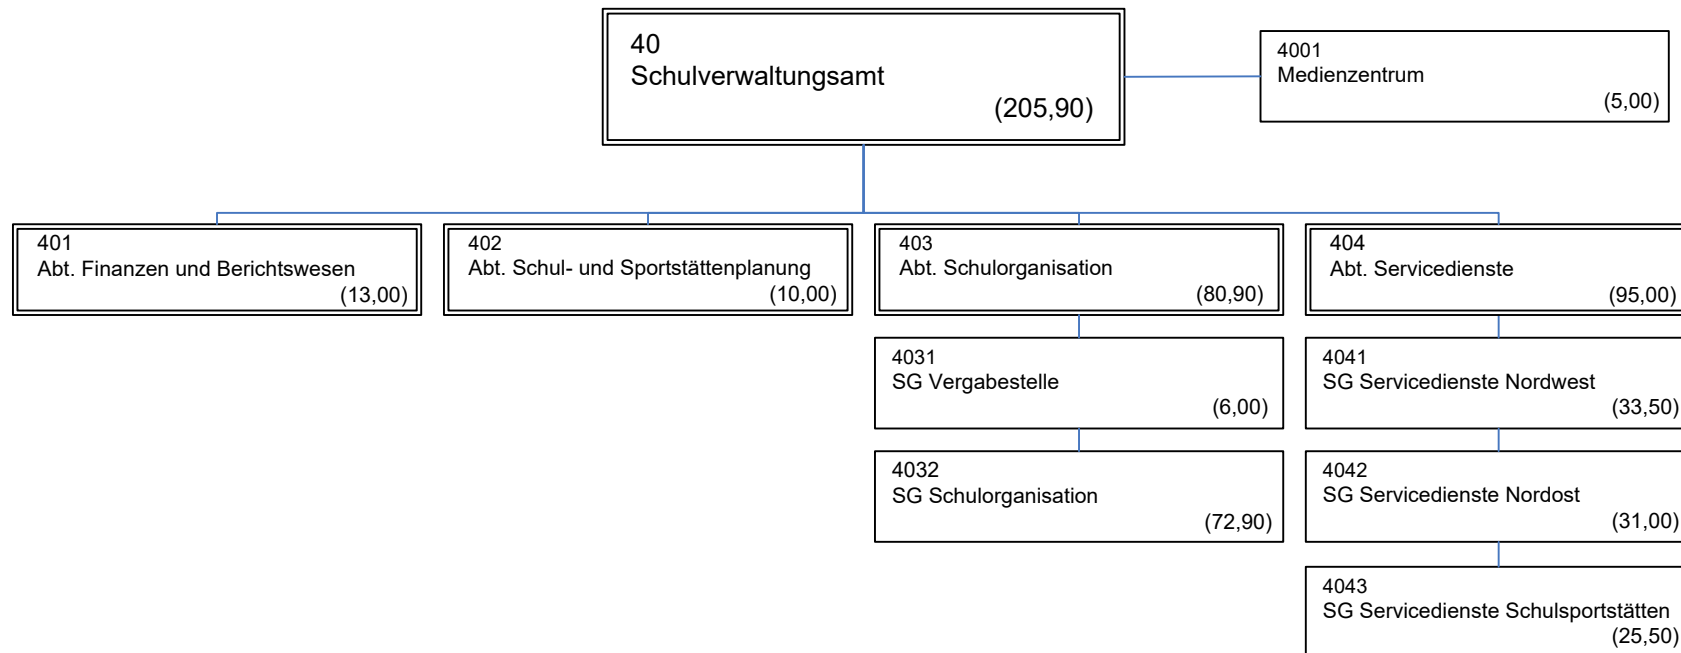 40
Schulverwaltungsamt
(205,90)
4001
Medienzentrum
(5,00)
401
Abt. Finanzen und Berichtswesen
(13,00)
402
Abt. Schul- und Sportstättenplanung
(10,00)
403
Abt. Schulorganisation
(80,90)
404
Abt. Servicedienste
(95,00)
4031
SG Vergabestelle
(6,00)
4032
SG Schulorganisation
(72,90)
4041
SG Servicedienste Nordwest
(33,50)
4042
SG Servicedienste Nordost
(31,00)
4043
SG Servicedienste Schulsportstätten
(25,50)